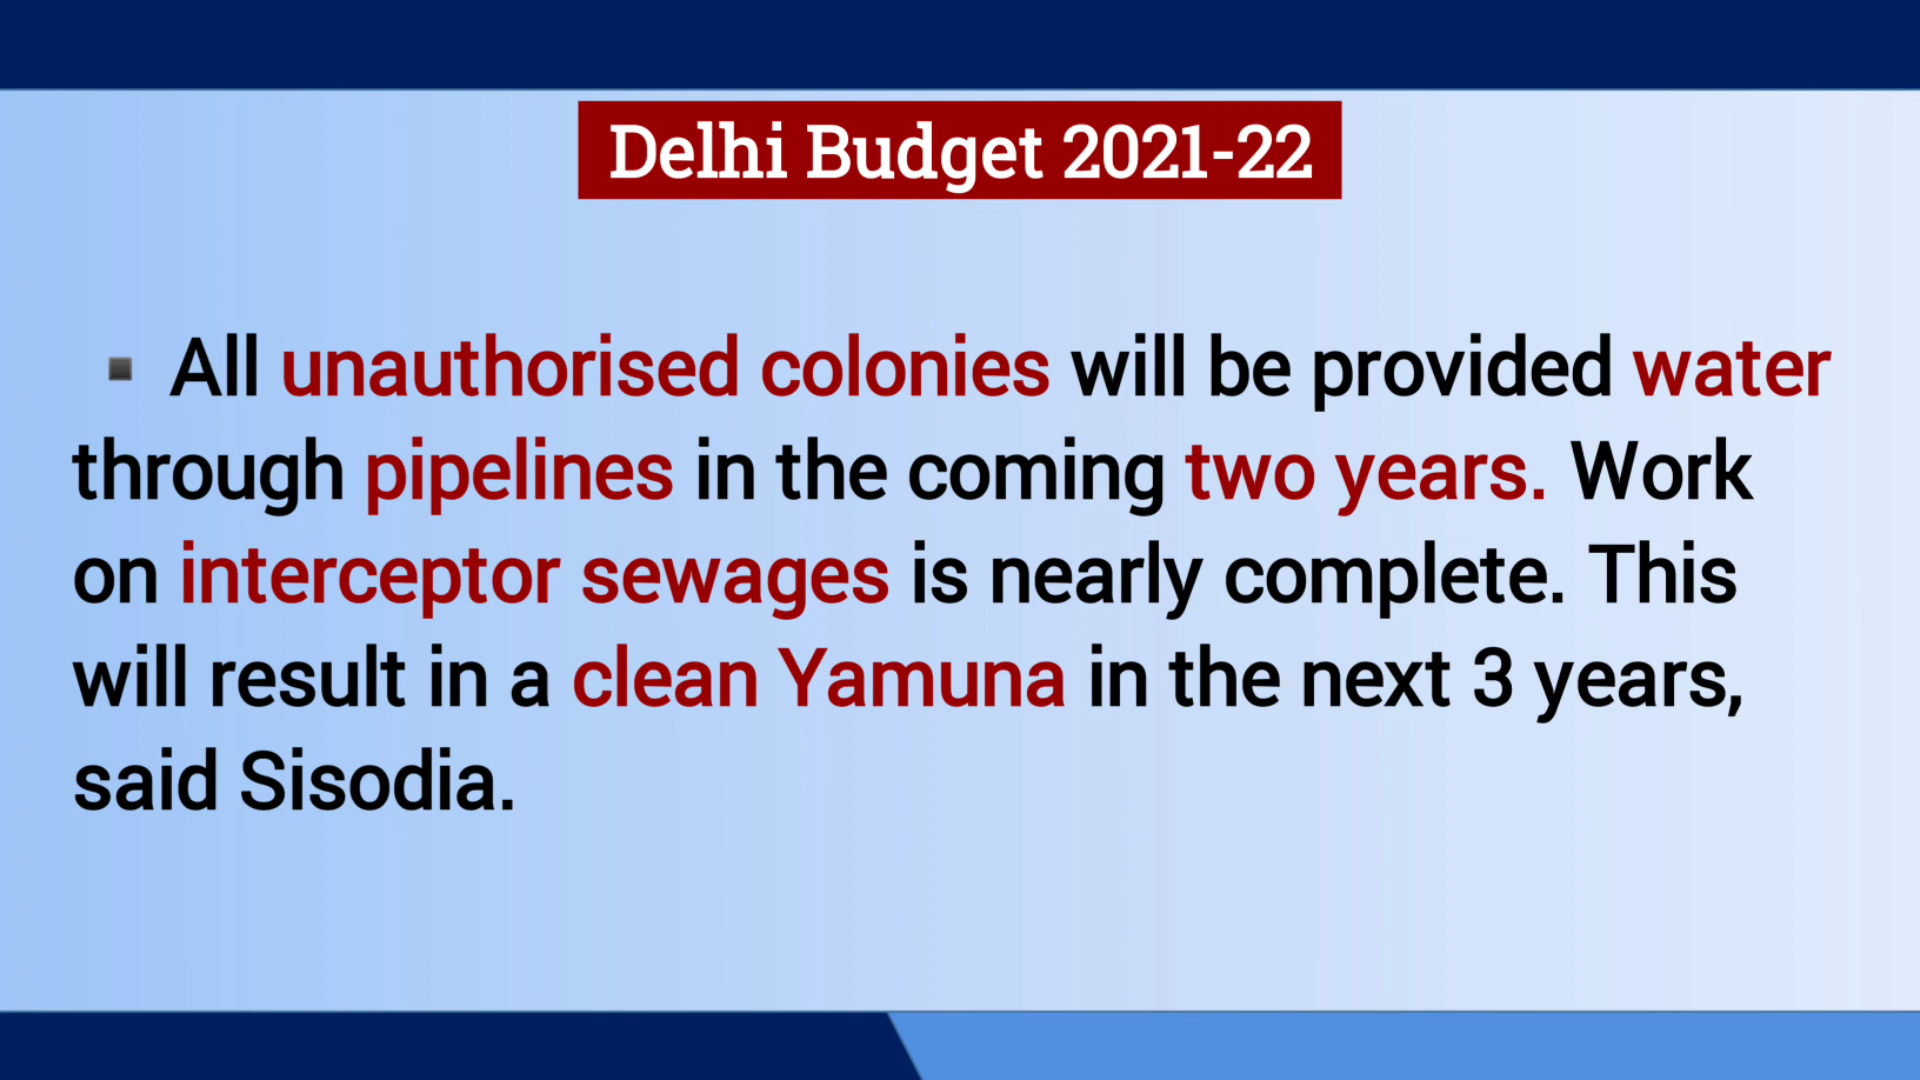 Delhi Budget 2021-22
▪ All unauthorised colonies will be provided water
through pipelines in the coming two years. Work
on interceptor sewages is nearly complete. This
will result in a clean Yamuna in the next 3 years,
said Sisodia.